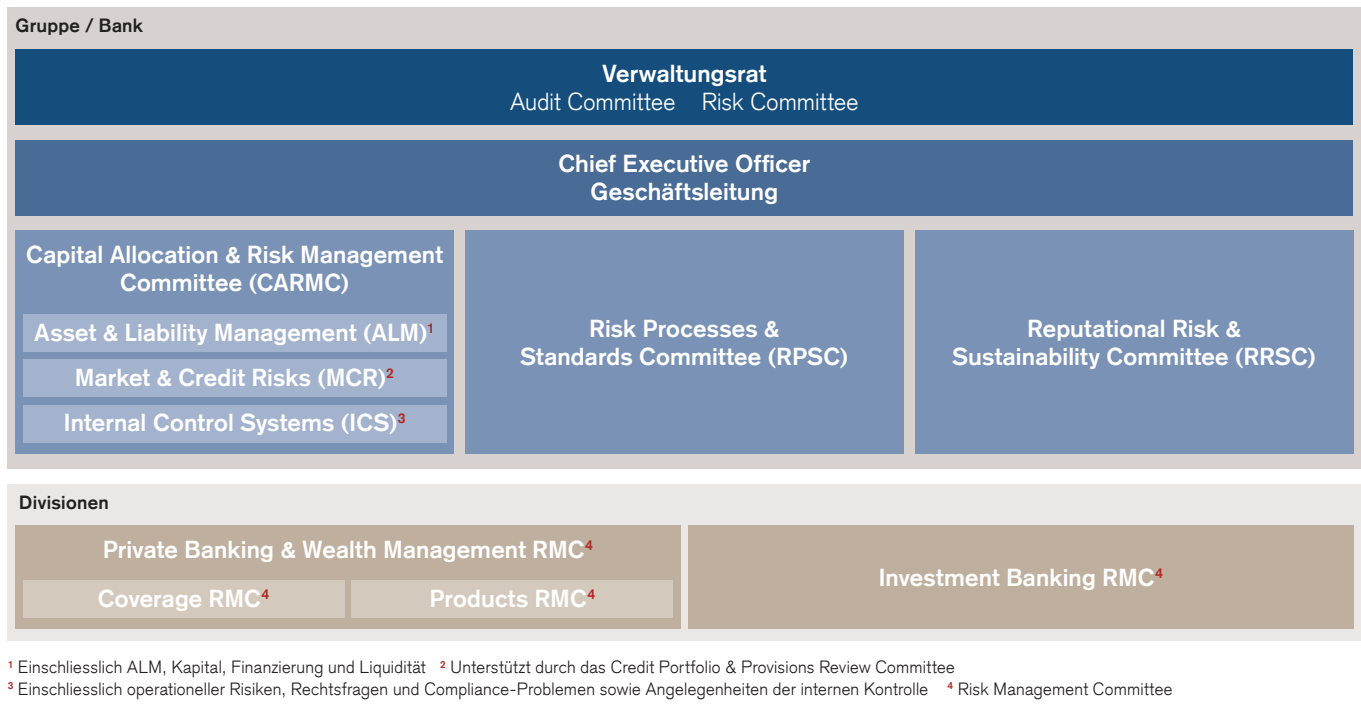 Gruppe / Bank
Verwaltungsrat
Audit Committee Risk Committee
Chief Executive Officer
Geschäftsleitung
Capital Allocation & Risk Management
Committee (CARMC)
Asset & Liability Management (ALM)¹
Market & Credit Risks (MCR)²
Internal Control Systems (ICS)³
Risk Processes &
Standards Committee (RPSC)
Reputational Risk &
Sustainability Committee (RRSC)
Divisionen
Private Banking & Wealth Management RMC⁴
Coverage RMC⁴
Products RMC⁴
Investment Banking RMC⁴
¹ Einschliesslich ALM, Kapital, Finanzierung und Liquidität ² Unterstützt durch das Credit Portfolio & Provisions Review Committee
³ Einschliesslich operationeller Risiken, Rechtsfragen und Compliance-Problemen sowie Angelegenheiten der internen Kontrolle ⁴ Risk Management Committee